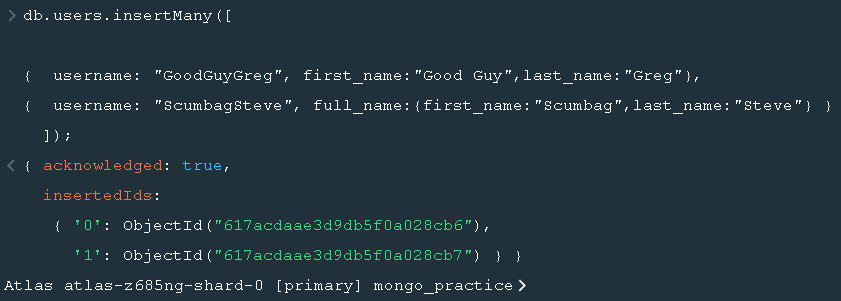 > db.users.insertMany([
{  username: "GoodGuyGreg", first_name:"Good Guy",last_name:"Greg"},
{  username: "ScumbagSteve", full_name:{first_name:"Scumbag",last_name:"Steve"} }
]);
< { acknowledged: true,
insertedIds:
{ '0': ObjectId("617acdaae3d9db5f0a028cb6"),
'1': ObjectId("617acdaae3d9db5f0a028cb7") } }
Atlas atlas-z685ng-shard-0 [primary] mongo_practice>